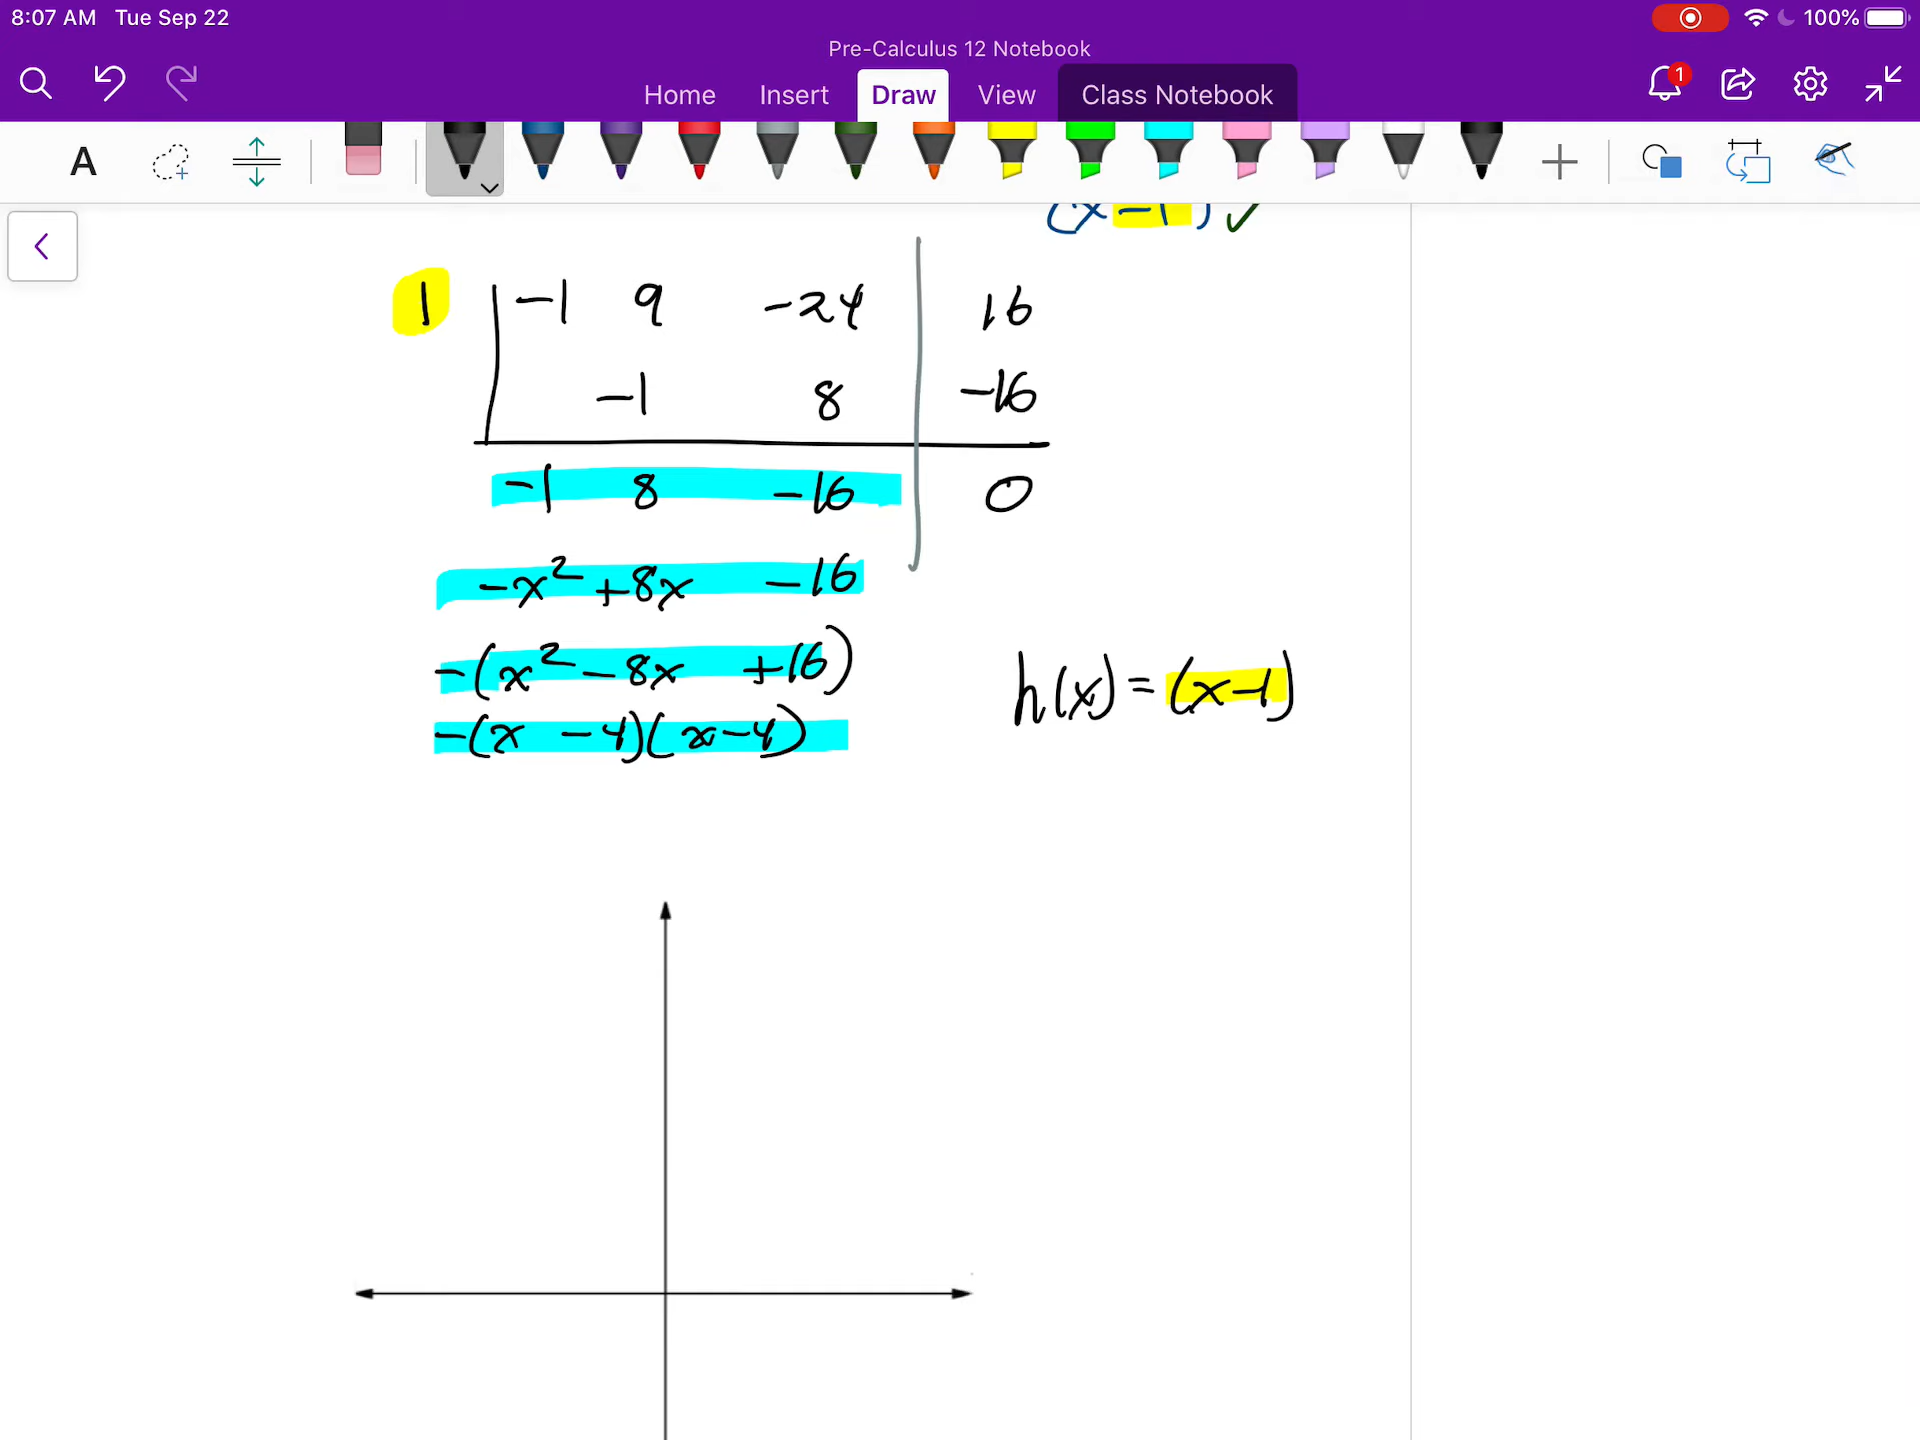 8:07 AM Tue Sep 22
100%
Pre-Calculus 12 Notebook
Home Insert Draw View Class Notebook
1
A
(x -1) ✓
1 -1 9 -24 16
-1 8 -16
-1 8 -16 0
-x² +8x -16
-(x² -8x +16)
h(x) = (x-1)
-(x -4)(x-4)